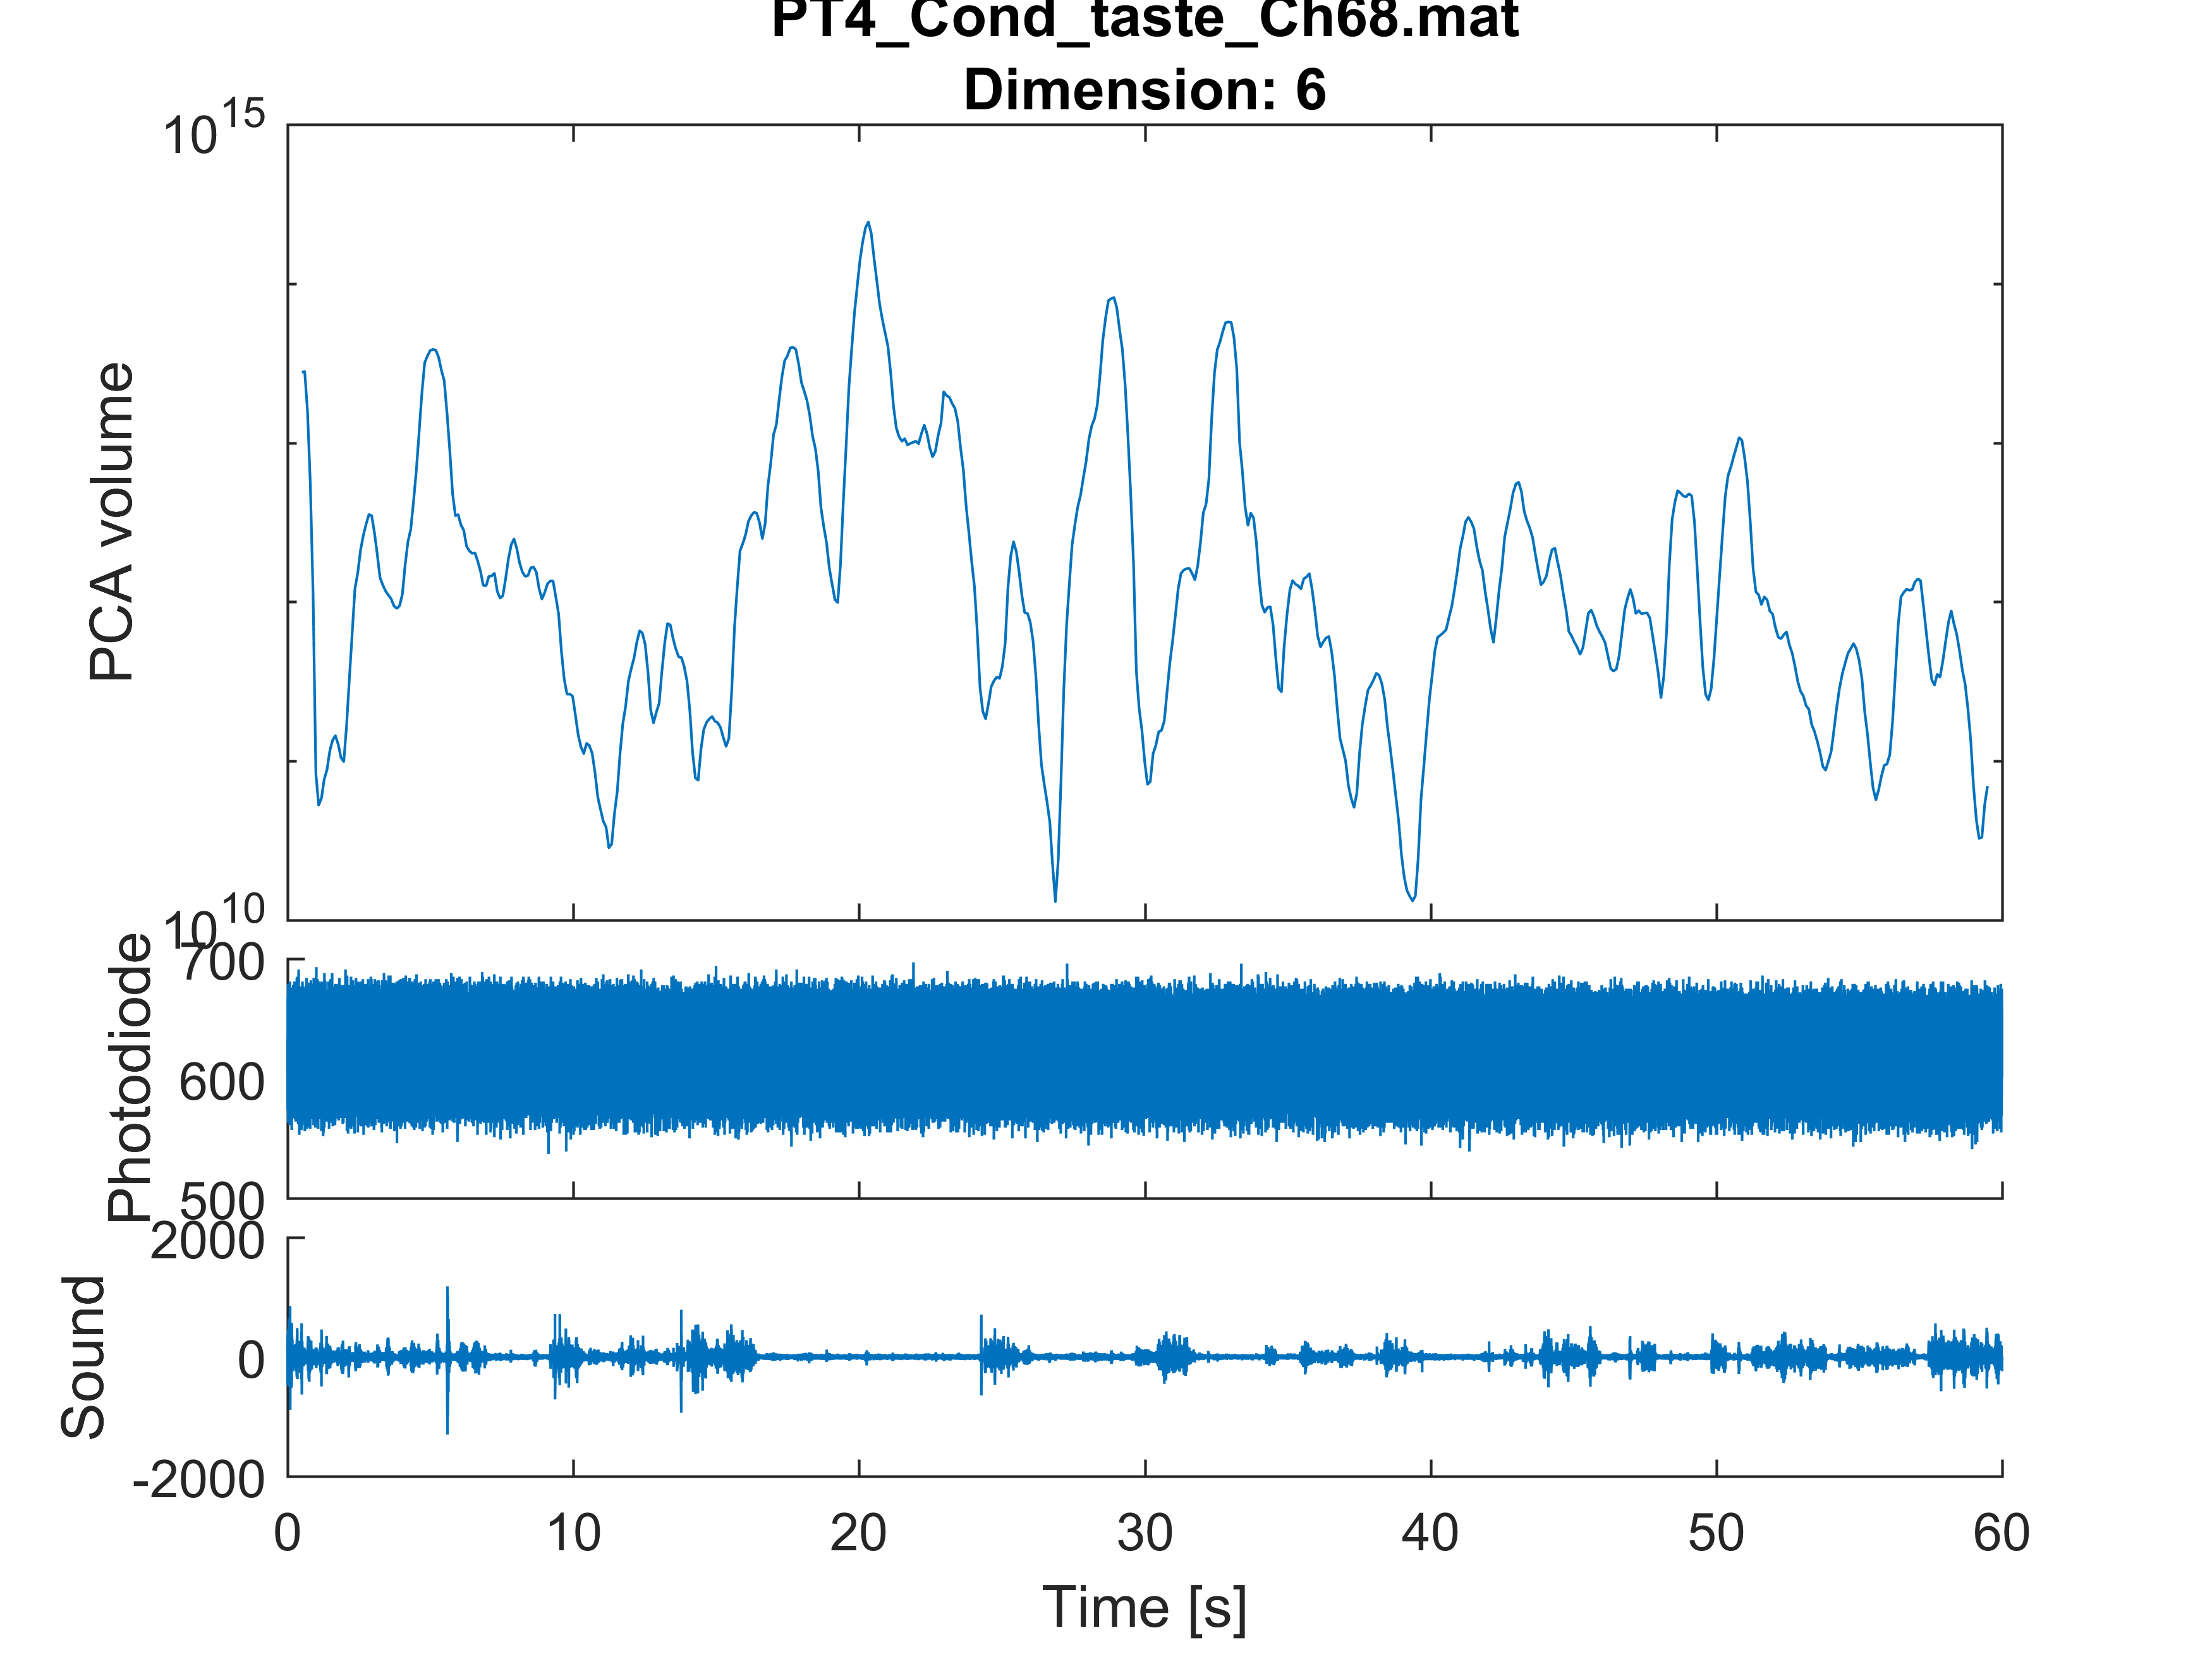 PT4_Cond_taste_Ch68.mat
Dimension: 6
10^15
PCA volume
10^10
700
Photodiode
600
500
2000
Sound
0
-2000
0 10 20 30 40 50 60
Time [s]